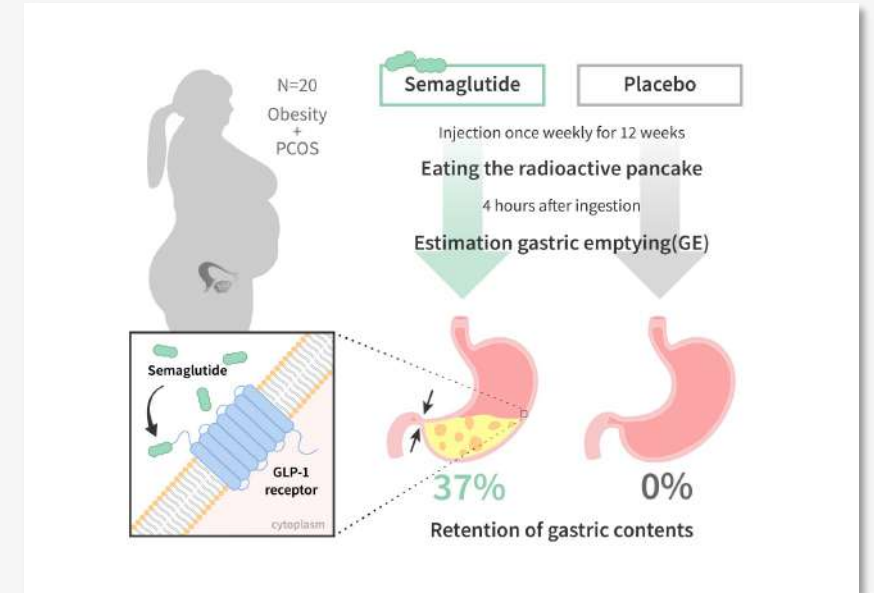 N=20
Obesity
+
PCOS
Semaglutide
Placebo
Injection once weekly for 12 weeks
Eating the radioactive pancake
4 hours after ingestion
Estimation gastric emptying(GE)
Semaglutide
GLP-1
receptor
cytoplasm
37%
0%
Retention of gastric contents